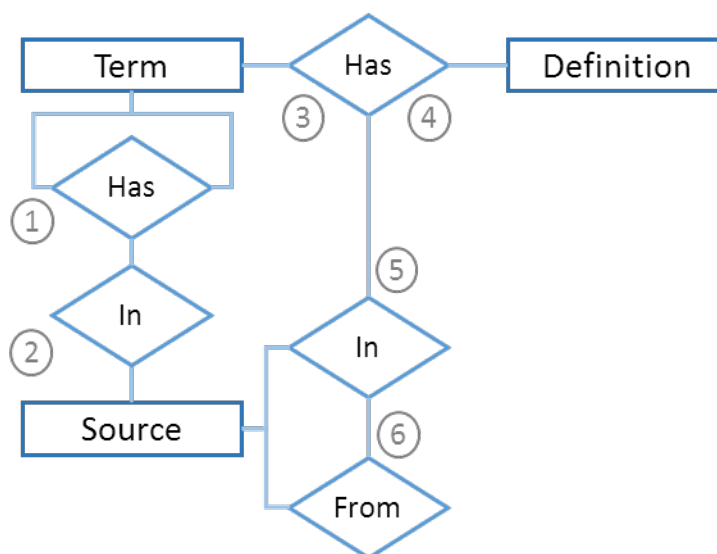 Term
Has
Definition
3
4
Has
1
5
In
2
In
Source
6
From